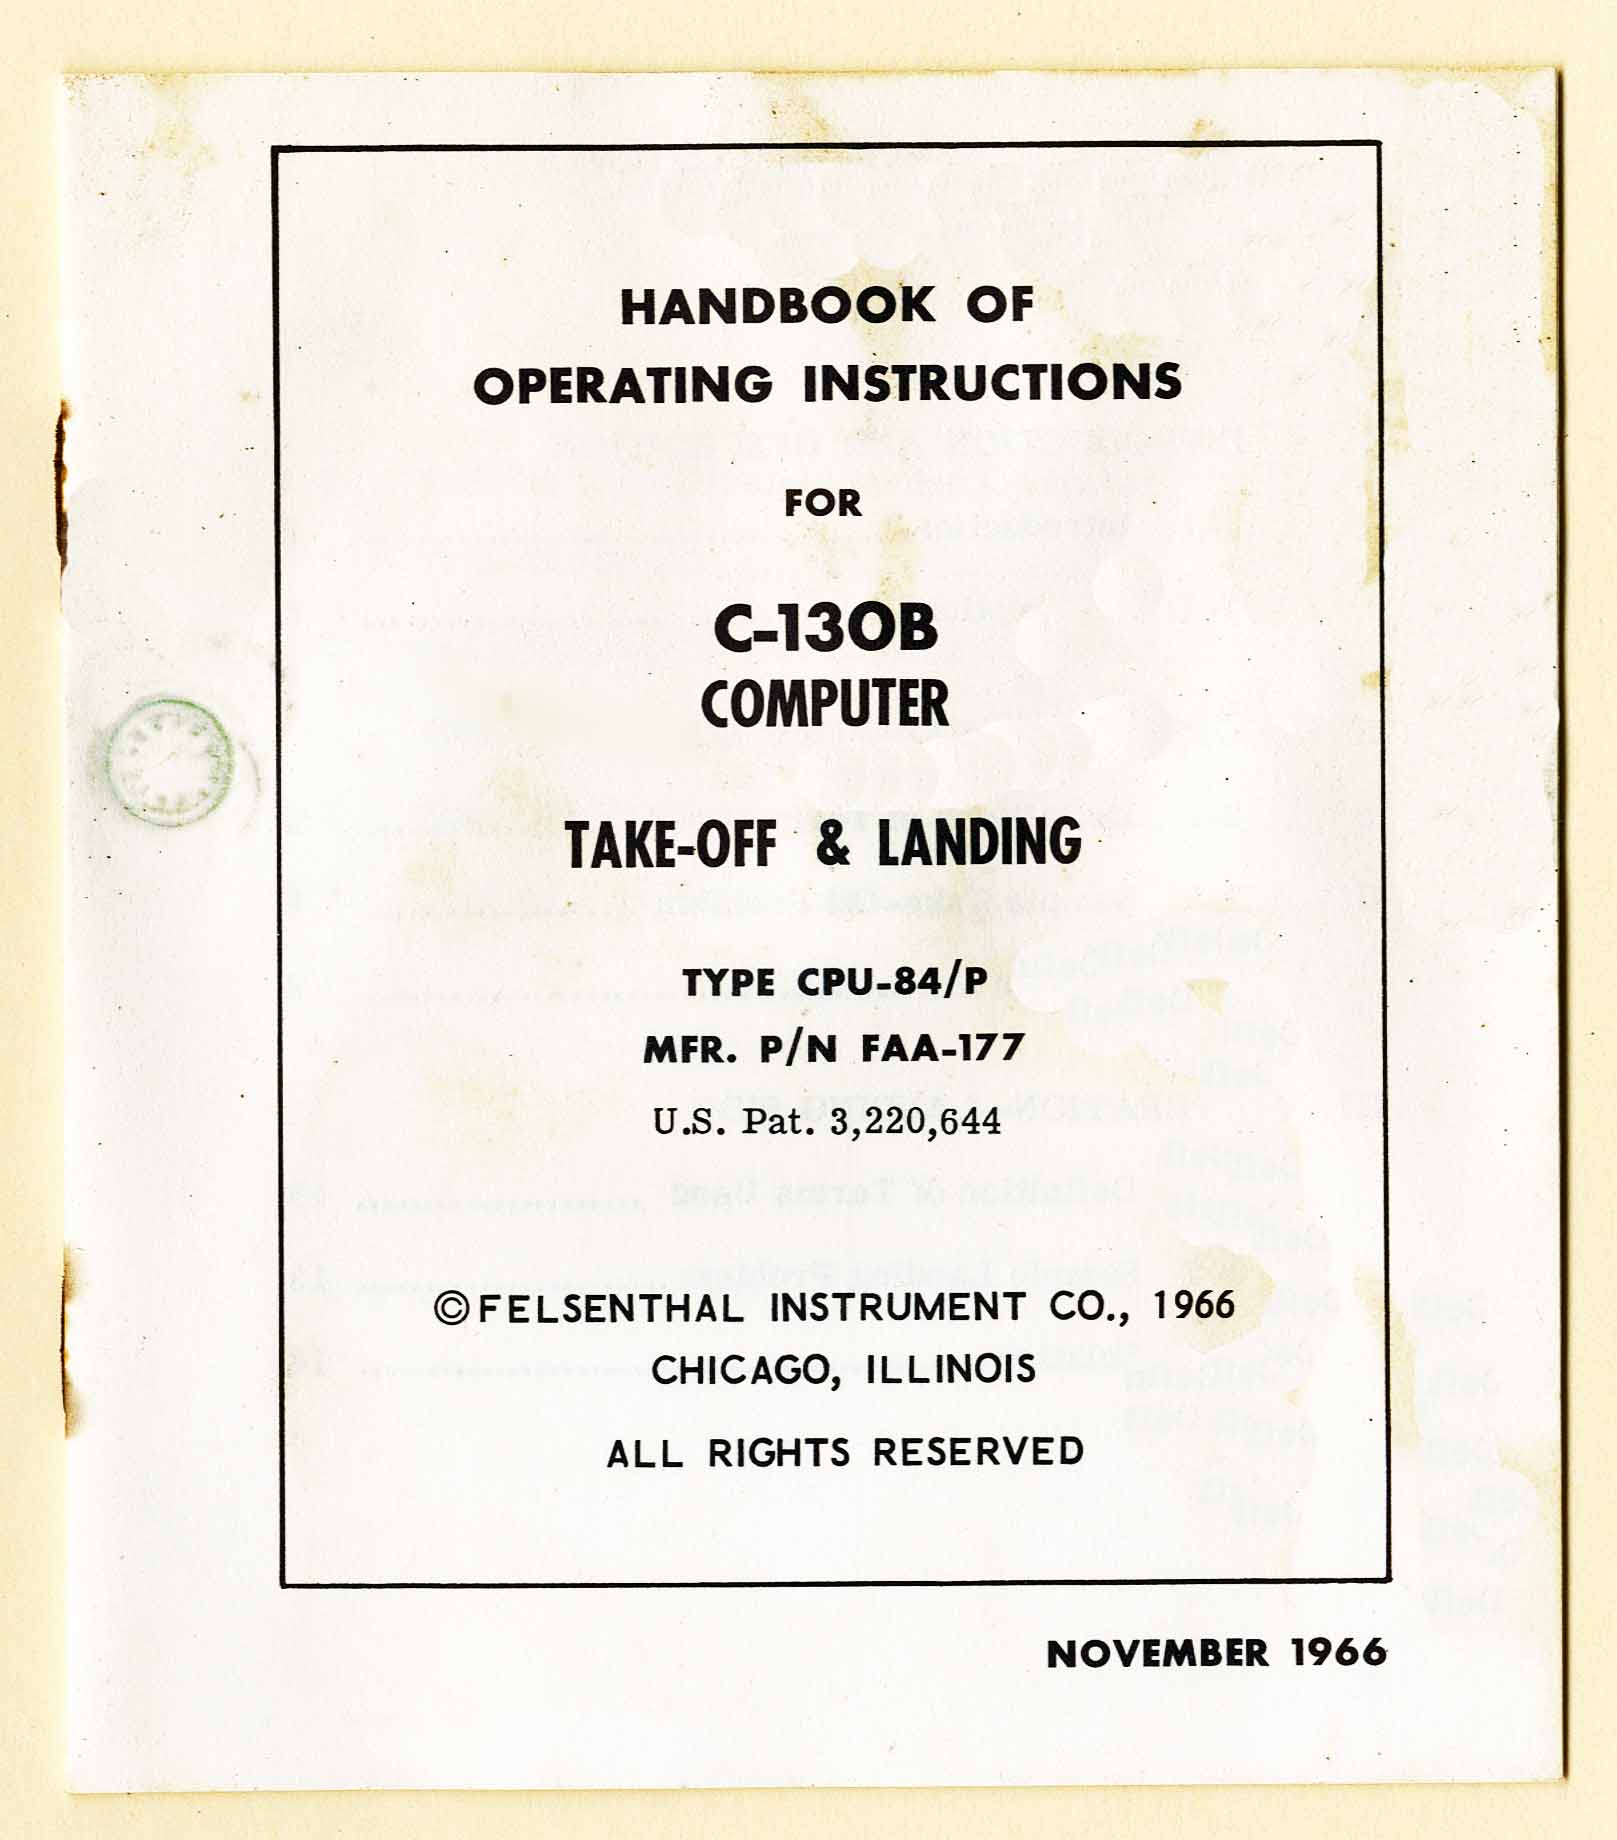 HANDBOOK OF
OPERATING INSTRUCTIONS
FOR
C-130B
COMPUTER
TAKE-OFF & LANDING
TYPE CPU-84/P
MFR. P/N FAA-177
U.S. Pat. 3,220,644
©FELSENTHAL INSTRUMENT CO., 1966
CHICAGO, ILLINOIS
ALL RIGHTS RESERVED
NOVEMBER 1966